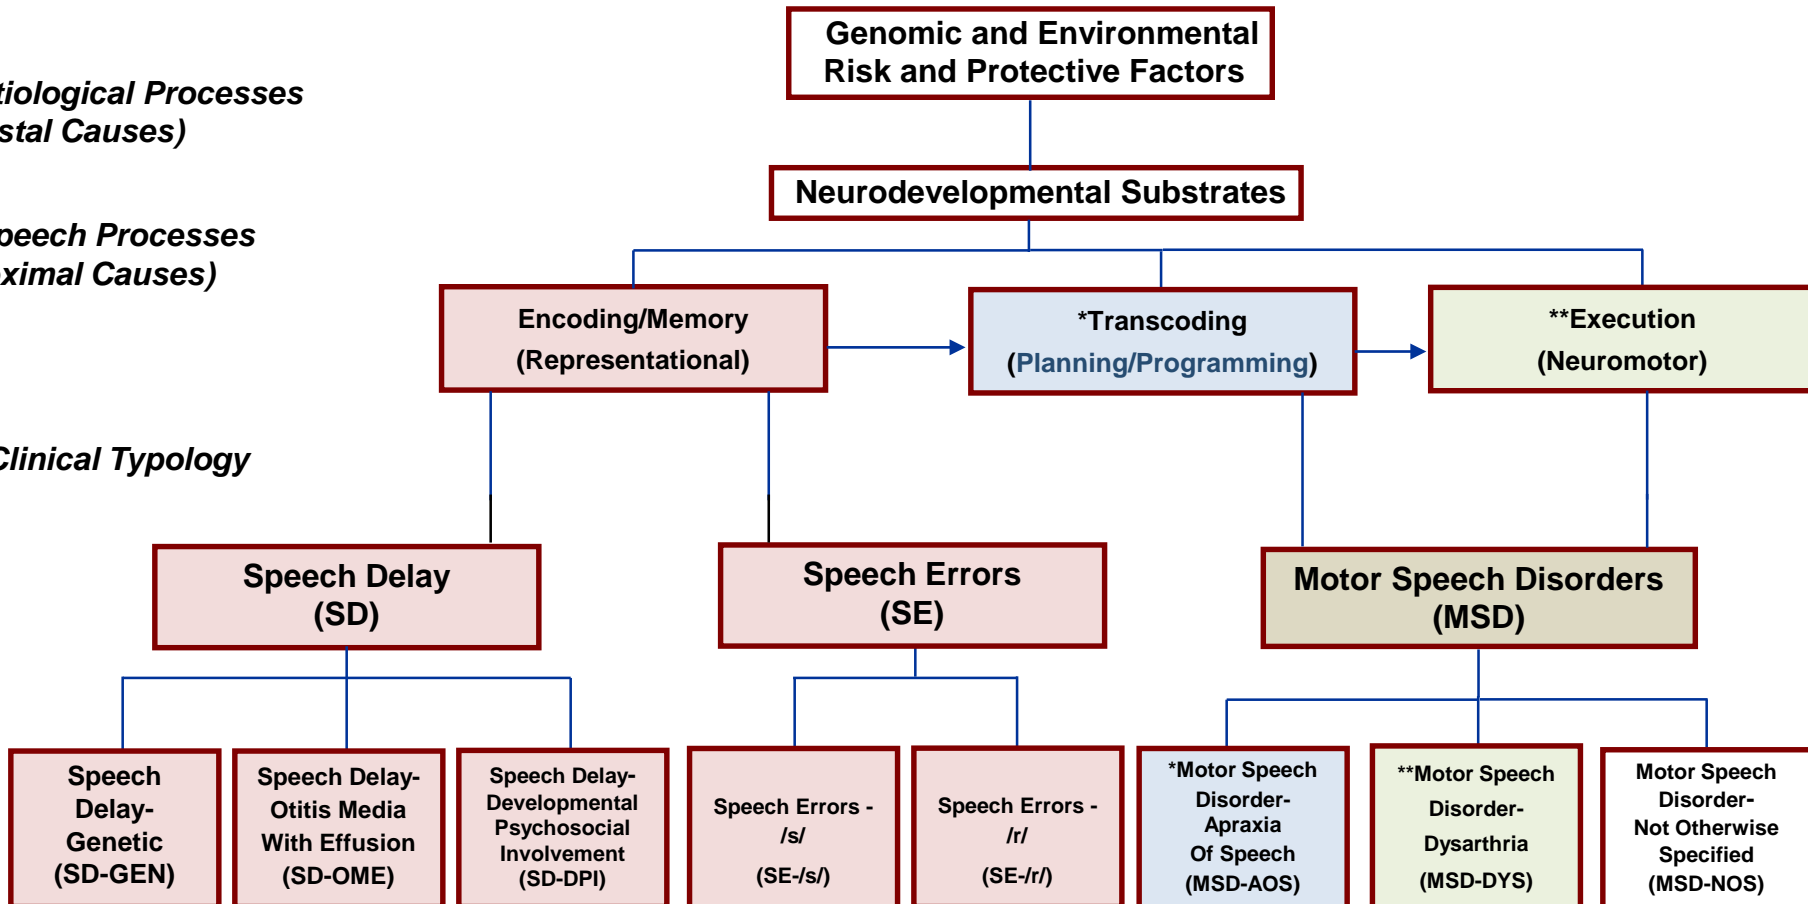 Genomic and Environmental
Risk and Protective Factors
tiological Processes
stal Causes)
Neurodevelopmental Substrates
peech Processes
oximal Causes)
Encoding/Memory
(Representational)
*Transcoding
(Planning/Programming)
**Execution
(Neuromotor)
Clinical Typology
Speech Delay
(SD)
Speech Errors
(SE)
Motor Speech Disorders
(MSD)
Speech
Delay-
Genetic
(SD-GEN)
Speech Delay-
Otitis Media
With Effusion
(SD-OME)
Speech Delay-
Developmental
Psychosocial
Involvement
(SD-DPI)
Speech Errors -
/s/
(SE-/s/)
Speech Errors -
/r/
(SE-/r/)
*Motor Speech
Disorder-
Apraxia
Of Speech
(MSD-AOS)
**Motor Speech
Disorder-
Dysarthria
(MSD-DYS)
Motor Speech
Disorder-
Not Otherwise
Specified
(MSD-NOS)